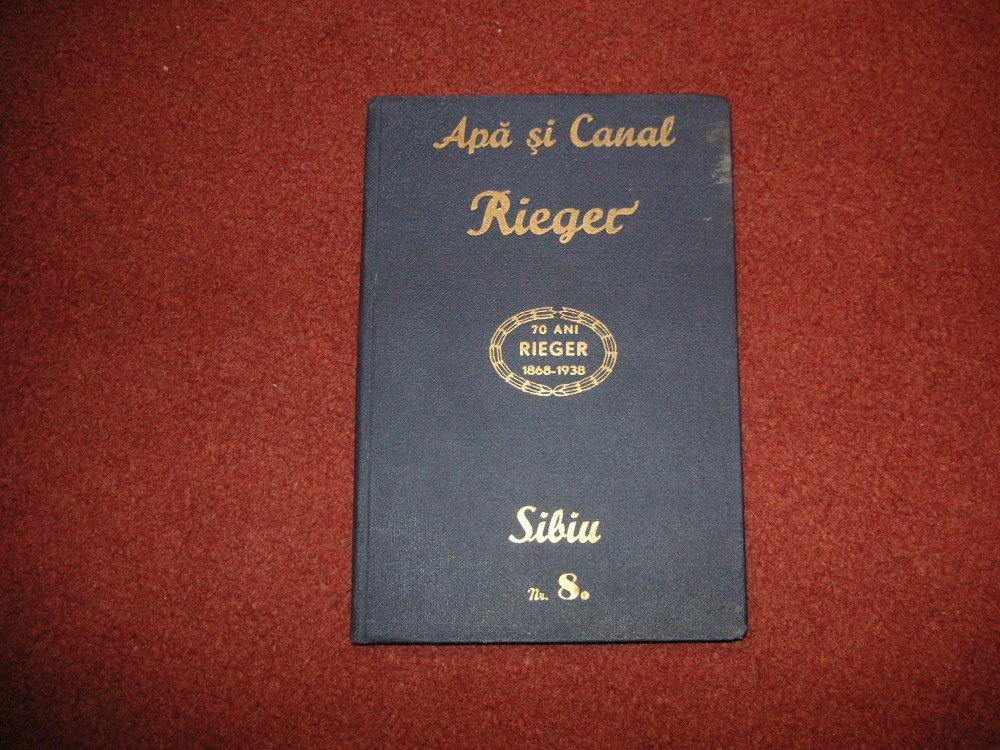 Apă şi Canal
Rieger
70 ANI
RIEGER
1868-1938
Sibiu
Nr. 8.